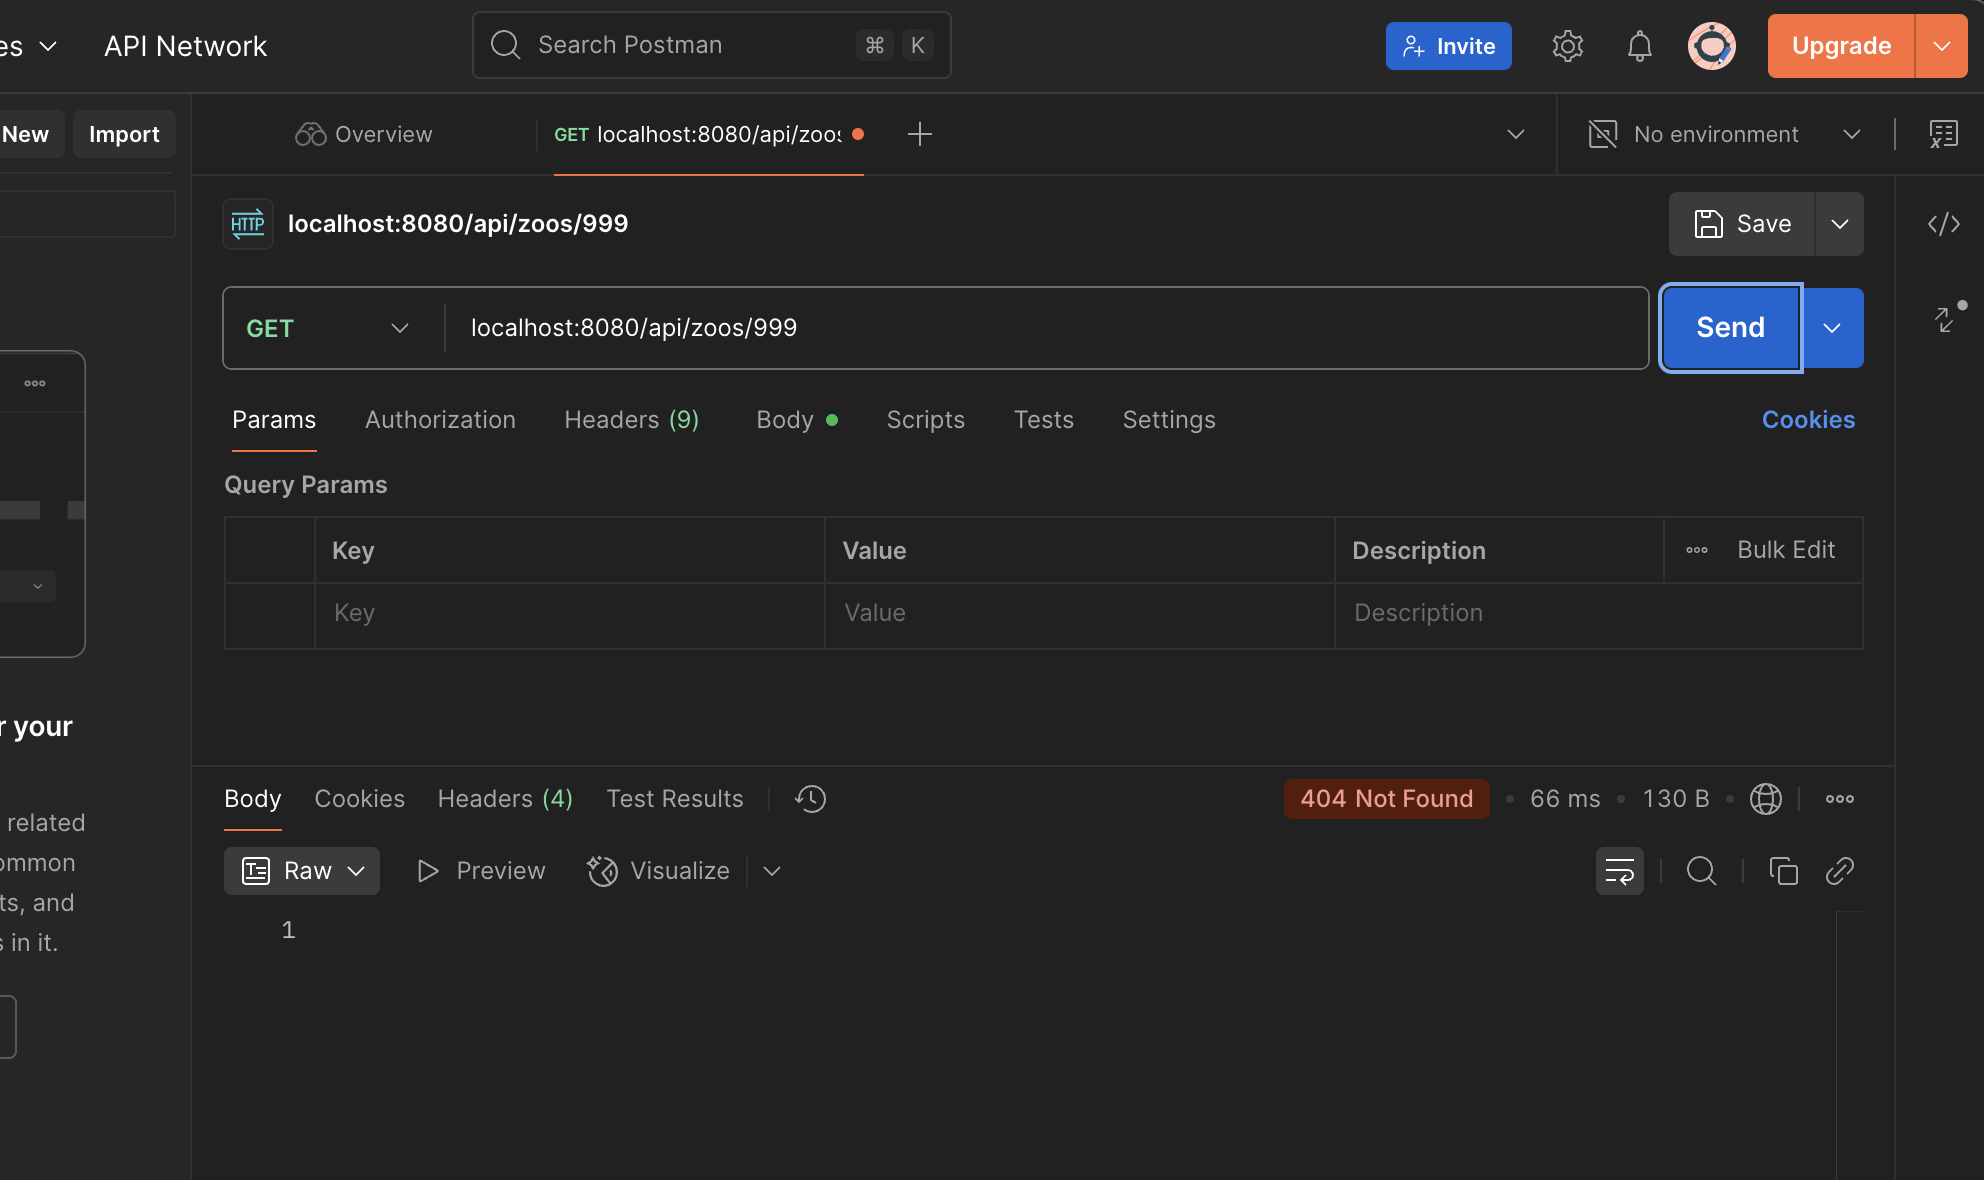 es API Network Search Postman ⌘ K Invite Upgrade
New Import Overview GET localhost:8080/api/zoos No environment
HTTP localhost:8080/api/zoos/999 Save
GET localhost:8080/api/zoos/999 Send
Params Authorization Headers (9) Body Scripts Tests Settings Cookies
Query Params
Key Value Description Bulk Edit
Key Value Description
r your
related
ommon
ts, and
s in it.
Body Cookies Headers (4) Test Results 404 Not Found • 66 ms • 130 B
Raw Preview Visualize
1